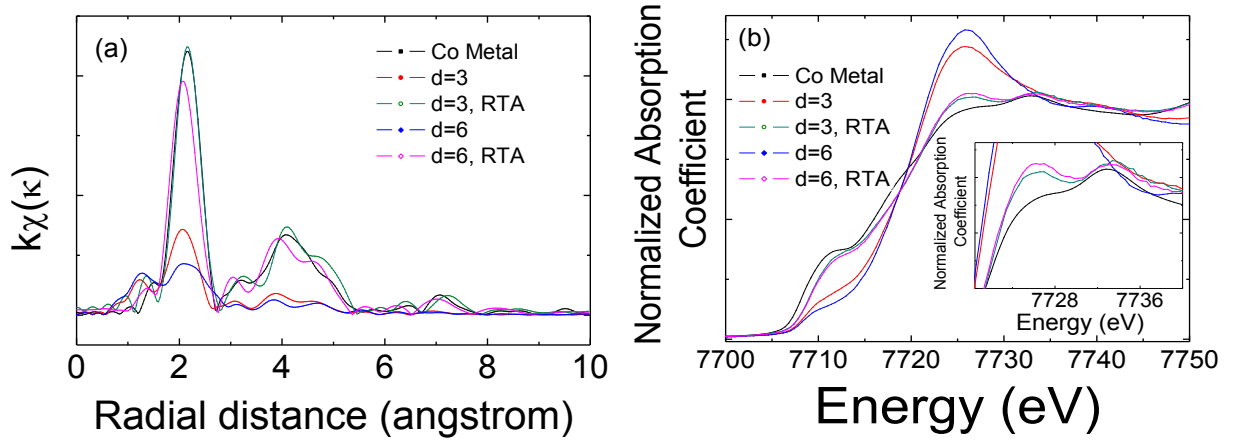 (a)
Co Metal
d=3
d=3, RTA
d=6
d=6, RTA
kχ(κ)
0 2 4 6 8 10
Radial distance (angstrom)
(b)
Co Metal
d=3
d=3, RTA
d=6
d=6, RTA
Normalized Absorption
Coefficient
7700 7710 7720 7730 7740 7750
Energy (eV)
Normalized Absorption
Coefficient
7728 7736
Energy (eV)